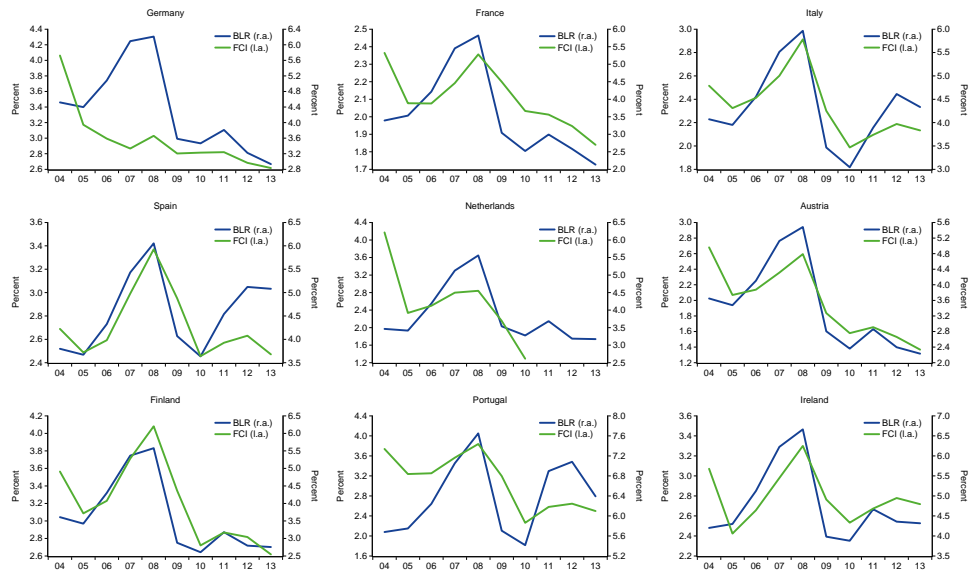 Germany
Percent
4.4
4.2
4.0
3.8
3.6
3.4
3.2
3.0
2.8
2.6
6.4
6.0
5.6
5.2
4.8
4.4
4.0
3.6
3.2
2.8
Percent
BLR (r.a.)
FCI (l.a.)
04 05 06 07 08 09 10 11 12 13
France
Percent
2.5
2.4
2.3
2.2
2.1
2.0
1.9
1.8
1.7
6.0
5.5
5.0
4.5
4.0
3.5
3.0
2.5
2.0
Percent
BLR (r.a.)
FCI (l.a.)
04 05 06 07 08 09 10 11 12 13
Italy
Percent
3.0
2.8
2.6
2.4
2.2
2.0
1.8
6.0
5.5
5.0
4.5
4.0
3.5
3.0
Percent
BLR (r.a.)
FCI (l.a.)
04 05 06 07 08 09 10 11 12 13
Spain
Percent
3.6
3.4
3.2
3.0
2.8
2.6
2.4
6.5
6.0
5.5
5.0
4.5
4.0
3.5
Percent
BLR (r.a.)
FCI (l.a.)
04 05 06 07 08 09 10 11 12 13
Netherlands
Percent
4.4
4.0
3.6
3.2
2.8
2.4
2.0
1.6
1.2
6.5
6.0
5.5
5.0
4.5
4.0
3.5
3.0
2.5
Percent
BLR (r.a.)
FCI (l.a.)
04 05 06 07 08 09 10 11 12 13
Austria
Percent
3.0
2.8
2.6
2.4
2.2
2.0
1.8
1.6
1.4
1.2
5.6
5.2
4.8
4.4
4.0
3.6
3.2
2.8
2.4
2.0
Percent
BLR (r.a.)
FCI (l.a.)
04 05 06 07 08 09 10 11 12 13
Finland
Percent
4.2
4.0
3.8
3.6
3.4
3.2
3.0
2.8
2.6
6.5
6.0
5.5
5.0
4.5
4.0
3.5
3.0
2.5
Percent
BLR (r.a.)
FCI (l.a.)
04 05 06 07 08 09 10 11 12 13
Portugal
Percent
4.4
4.0
3.6
3.2
2.8
2.4
2.0
1.6
8.0
7.6
7.2
6.8
6.4
6.0
5.6
5.2
Percent
BLR (r.a.)
FCI (l.a.)
04 05 06 07 08 09 10 11 12 13
Ireland
Percent
3.6
3.4
3.2
3.0
2.8
2.6
2.4
2.2
7.0
6.5
6.0
5.5
5.0
4.5
4.0
3.5
Percent
BLR (r.a.)
FCI (l.a.)
04 05 06 07 08 09 10 11 12 13